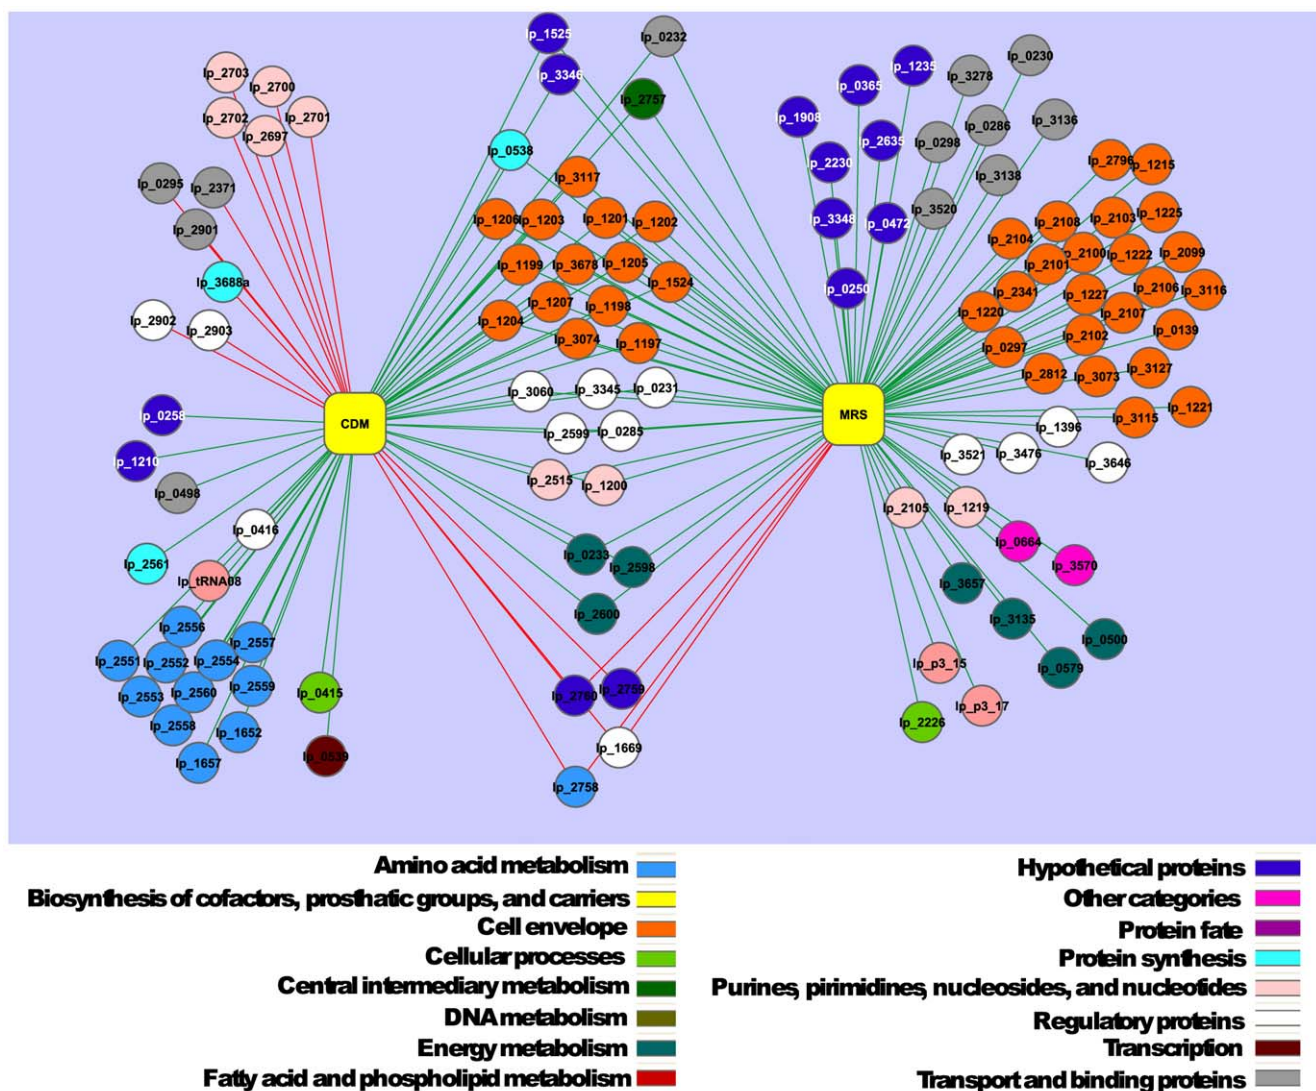 lp_1525
lp_0232
lp_2703
lp_2700
lp_3346
lp_2757
lp_2702
lp_2697
lp_2701
lp_0538
lp_0295
lp_2371
lp_2901
lp_3688a
lp_2902
lp_2903
lp_3117
lp_1206
lp_1203
lp_1201
lp_1202
lp_1199
lp_3678
lp_1205
lp_1524
lp_1207
lp_1198
lp_1204
lp_3074
lp_1197
lp_1908
lp_0365
lp_1235
lp_3278
lp_0230
lp_2230
lp_2635
lp_0298
lp_0286
lp_3136
lp_3138
lp_3348
lp_0472
lp_3520
lp_0250
lp_2796
lp_1215
lp_2104
lp_2108
lp_2103
lp_1225
lp_2101
lp_2100
lp_1222
lp_2099
lp_2341
lp_1227
lp_2106
lp_3116
lp_1220
lp_2107
lp_0297
lp_2102
lp_0139
lp_2812
lp_3073
lp_3127
lp_3115
lp_1221
CDM
MRS
lp_3060
lp_3345
lp_0231
lp_2599
lp_0285
lp_2515
lp_1200
lp_0258
lp_1210
lp_0498
lp_0416
lp_2561
lp_tRNA08
lp_2556
lp_2557
lp_2551
lp_2552
lp_2554
lp_2553
lp_2560
lp_2559
lp_2558
lp_1652
lp_1657
lp_0415
lp_0539
lp_0233
lp_2598
lp_2600
lp_2760
lp_2759
lp_1669
lp_2758
lp_3521
lp_3476
lp_1396
lp_3646
lp_2105
lp_1219
lp_0664
lp_3570
lp_3657
lp_3135
lp_0579
lp_0500
lp_p3_15
lp_p3_17
lp_2226
Amino acid metabolism
Biosynthesis of cofactors, prosthatic groups, and carriers
Cell envelope
Cellular processes
Central intermediary metabolism
DNA metabolism
Energy metabolism
Fatty acid and phospholipid metabolism
Hypothetical proteins
Other categories
Protein fate
Protein synthesis
Purines, pirimidines, nucleosides, and nucleotides
Regulatory proteins
Transcription
Transport and binding proteins